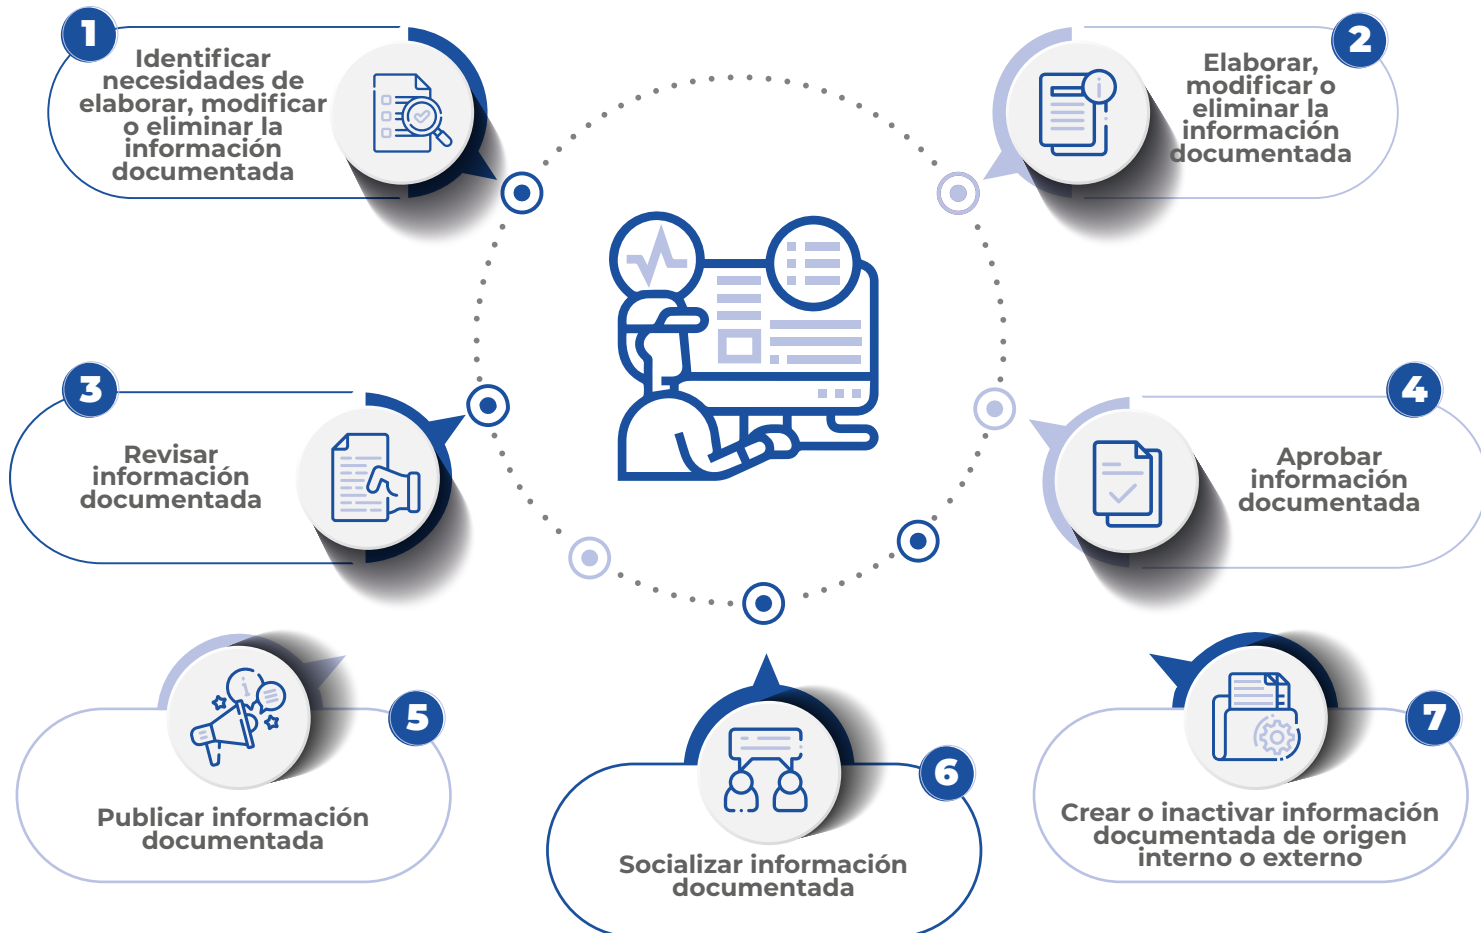 1
Identificar
necesidades de
elaborar, modificar
o eliminar la
información
documentada
2
Elaborar,
modificar o
eliminar la
información
documentada
3
Revisar
información
documentada
4
Aprobar
información
documentada
5
Publicar información
documentada
6
Socializar información
documentada
7
Crear o inactivar información
documentada de origen
interno o externo